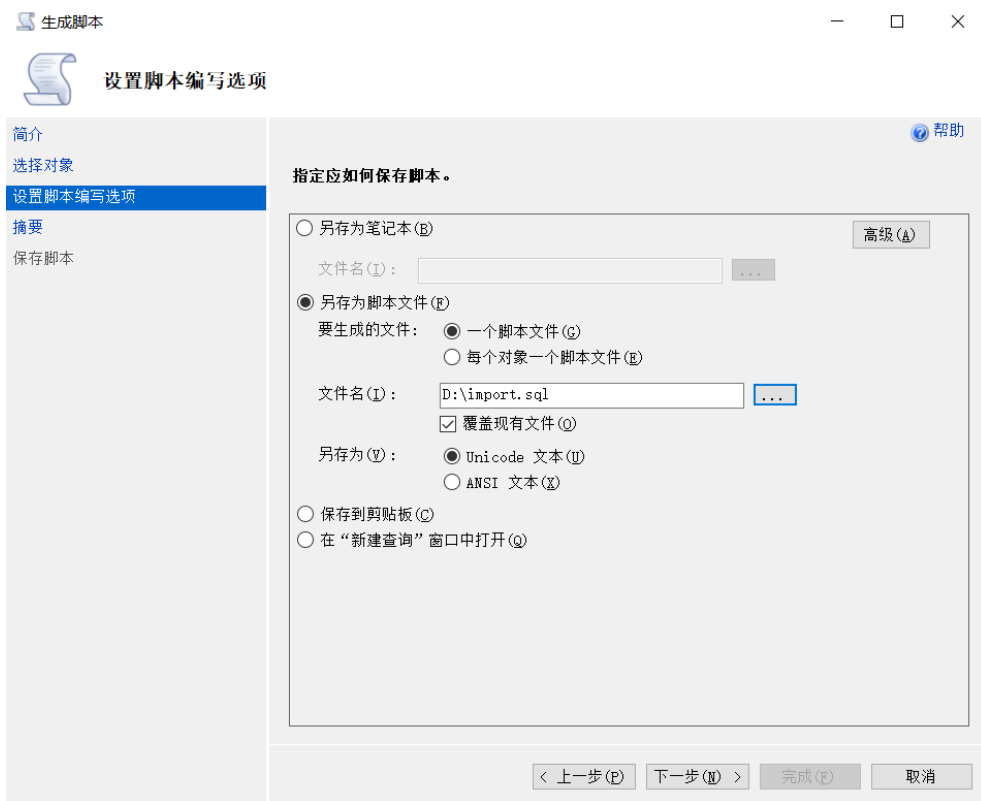 生成脚本
设置脚本编写选项
简介
选择对象
设置脚本编写选项
摘要
保存脚本
帮助
指定应如何保存脚本。
另存为笔记本(B)
高级(A)
文件名(I):
...
另存为脚本文件(F)
要生成的文件:
一个脚本文件(G)
每个对象一个脚本文件(E)
文件名(I):
D:\import.sql
...
覆盖现有文件(O)
另存为(V):
Unicode 文本(U)
ANSI 文本(X)
保存到剪贴板(C)
在“新建查询”窗口中打开(Q)
< 上一步(P)
下一步(N) >
完成(F)
取消